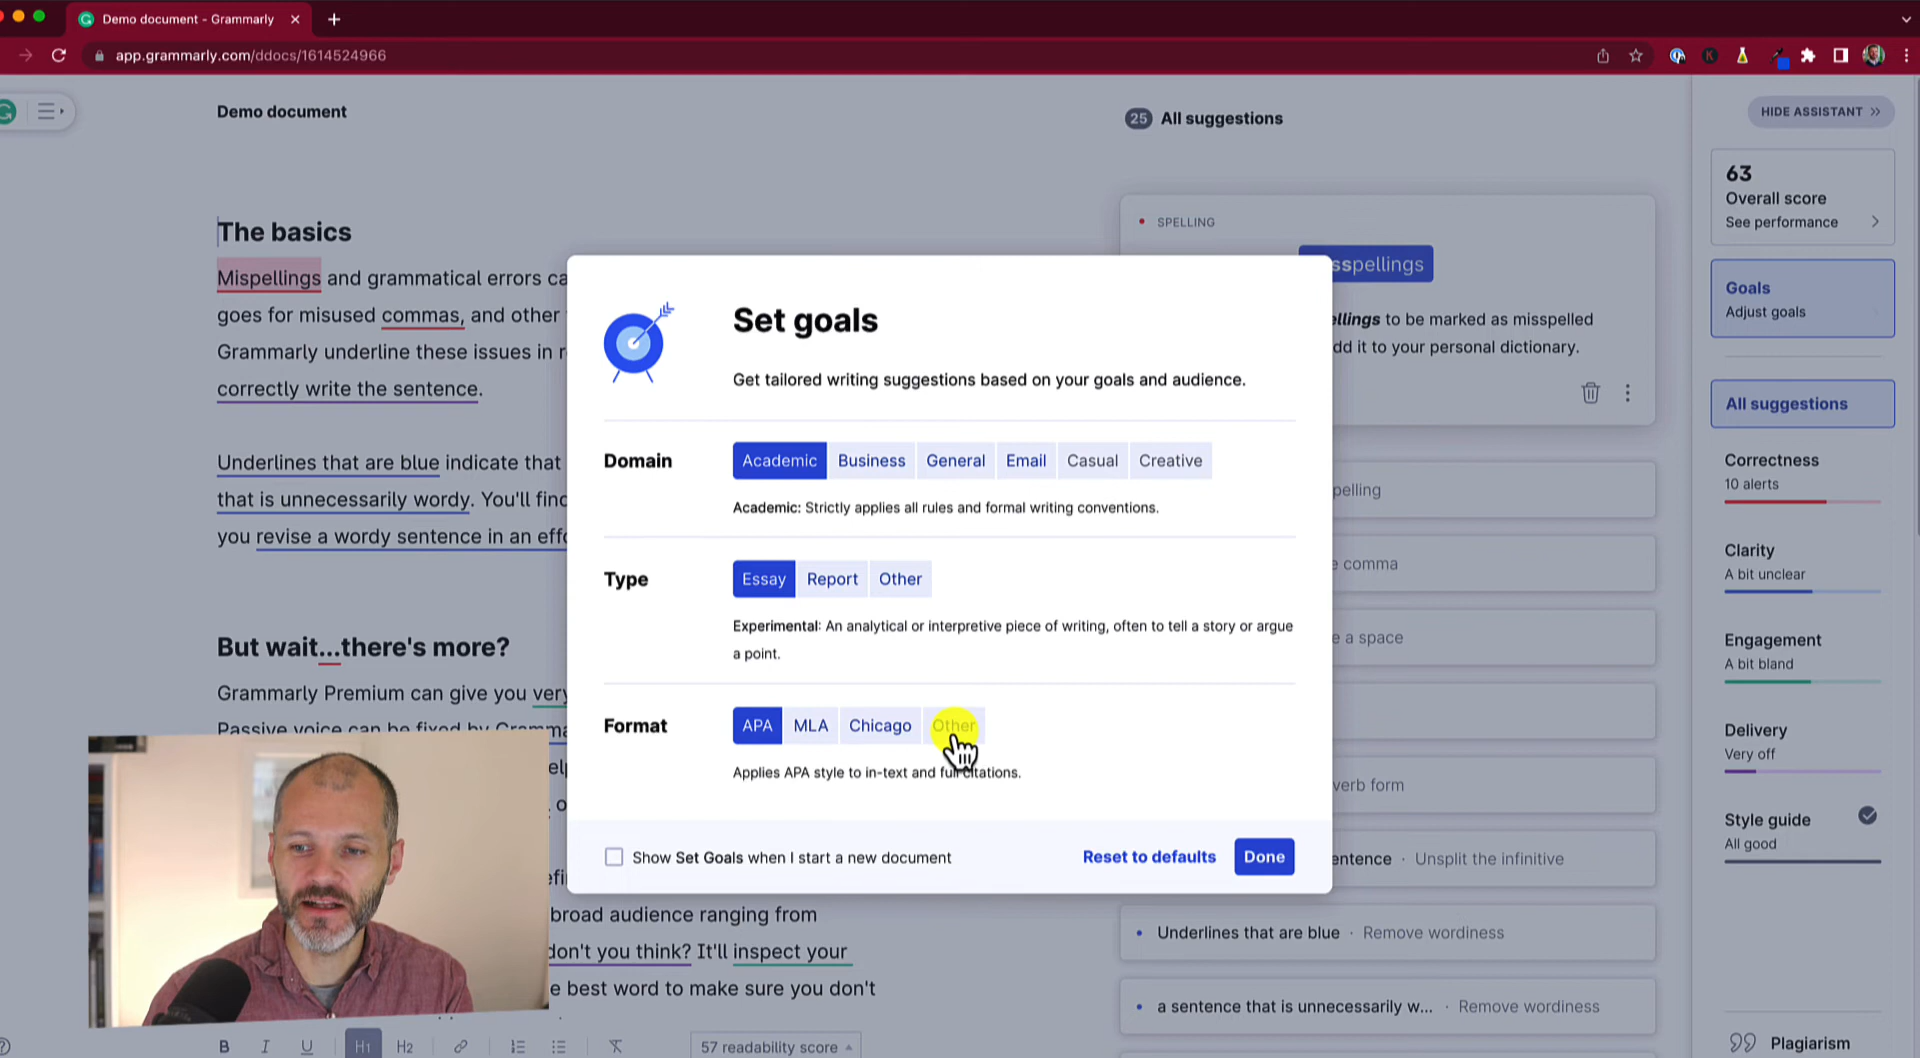 Demo document - Grammarly
app.grammarly.com/ddocs/1614524966
Demo document
25 All suggestions
HIDE ASSISTANT
The basics
Mispellings and grammatical errors ca
goes for misused commas, and other
Grammarly underline these issues in r
correctly write the sentence.
Underlines that are blue indicate that
that is unnecessarily wordy. You'll find
you revise a wordy sentence in an effo
But wait...there's more?
Grammarly Premium can give you very
Passive voice can be fixed by Gramma
broad audience ranging from
don't you think? It'll inspect your
e best word to make sure you don't
B I U H1 H2
57 readability score
Set goals
Get tailored writing suggestions based on your goals and audience.
Domain
Academic Business General Email Casual Creative
Academic: Strictly applies all rules and formal writing conventions.
Type
Essay Report Other
Experimental: An analytical or interpretive piece of writing, often to tell a story or argue
a point.
Format
APA MLA Chicago Other
Applies APA style to in-text and full citations.
Show Set Goals when I start a new document
Reset to defaults
Done
SPELLING
sspellings
ellings to be marked as misspelled
dd it to your personal dictionary.
pelling
e comma
e a space
verb form
entence · Unsplit the infinitive
Underlines that are blue · Remove wordiness
a sentence that is unnecessarily w... · Remove wordiness
63
Overall score
See performance
Goals
Adjust goals
All suggestions
Correctness
10 alerts
Clarity
A bit unclear
Engagement
A bit bland
Delivery
Very off
Style guide
All good
Plagiarism